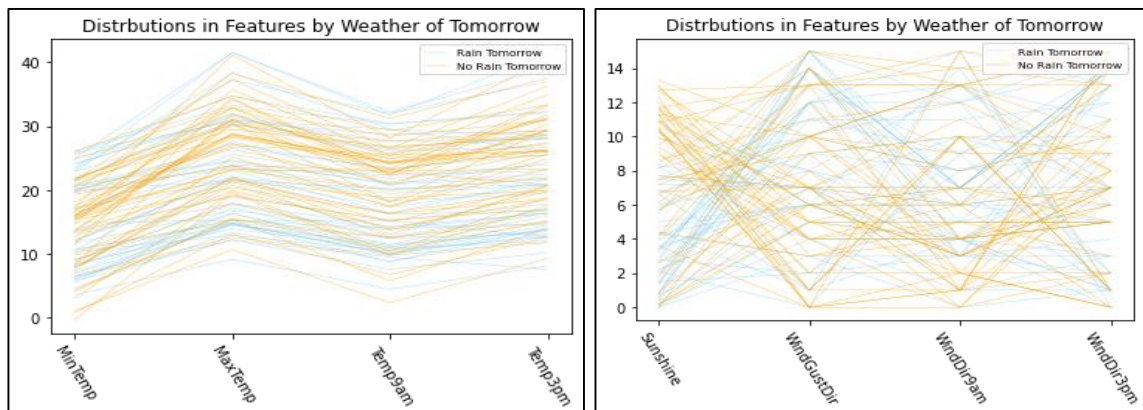 Distrbutions in Features by Weather of Tomorrow
Rain Tomorrow
No Rain Tomorrow
40
30
20
10
0
MinTemp
MaxTemp
Temp9am
Temp3pm
Distrbutions in Features by Weather of Tomorrow
Rain Tomorrow
No Rain Tomorrow
14
12
10
8
6
4
2
0
Sunshine
WindGustDir
WindDir9am
WindDir3pm